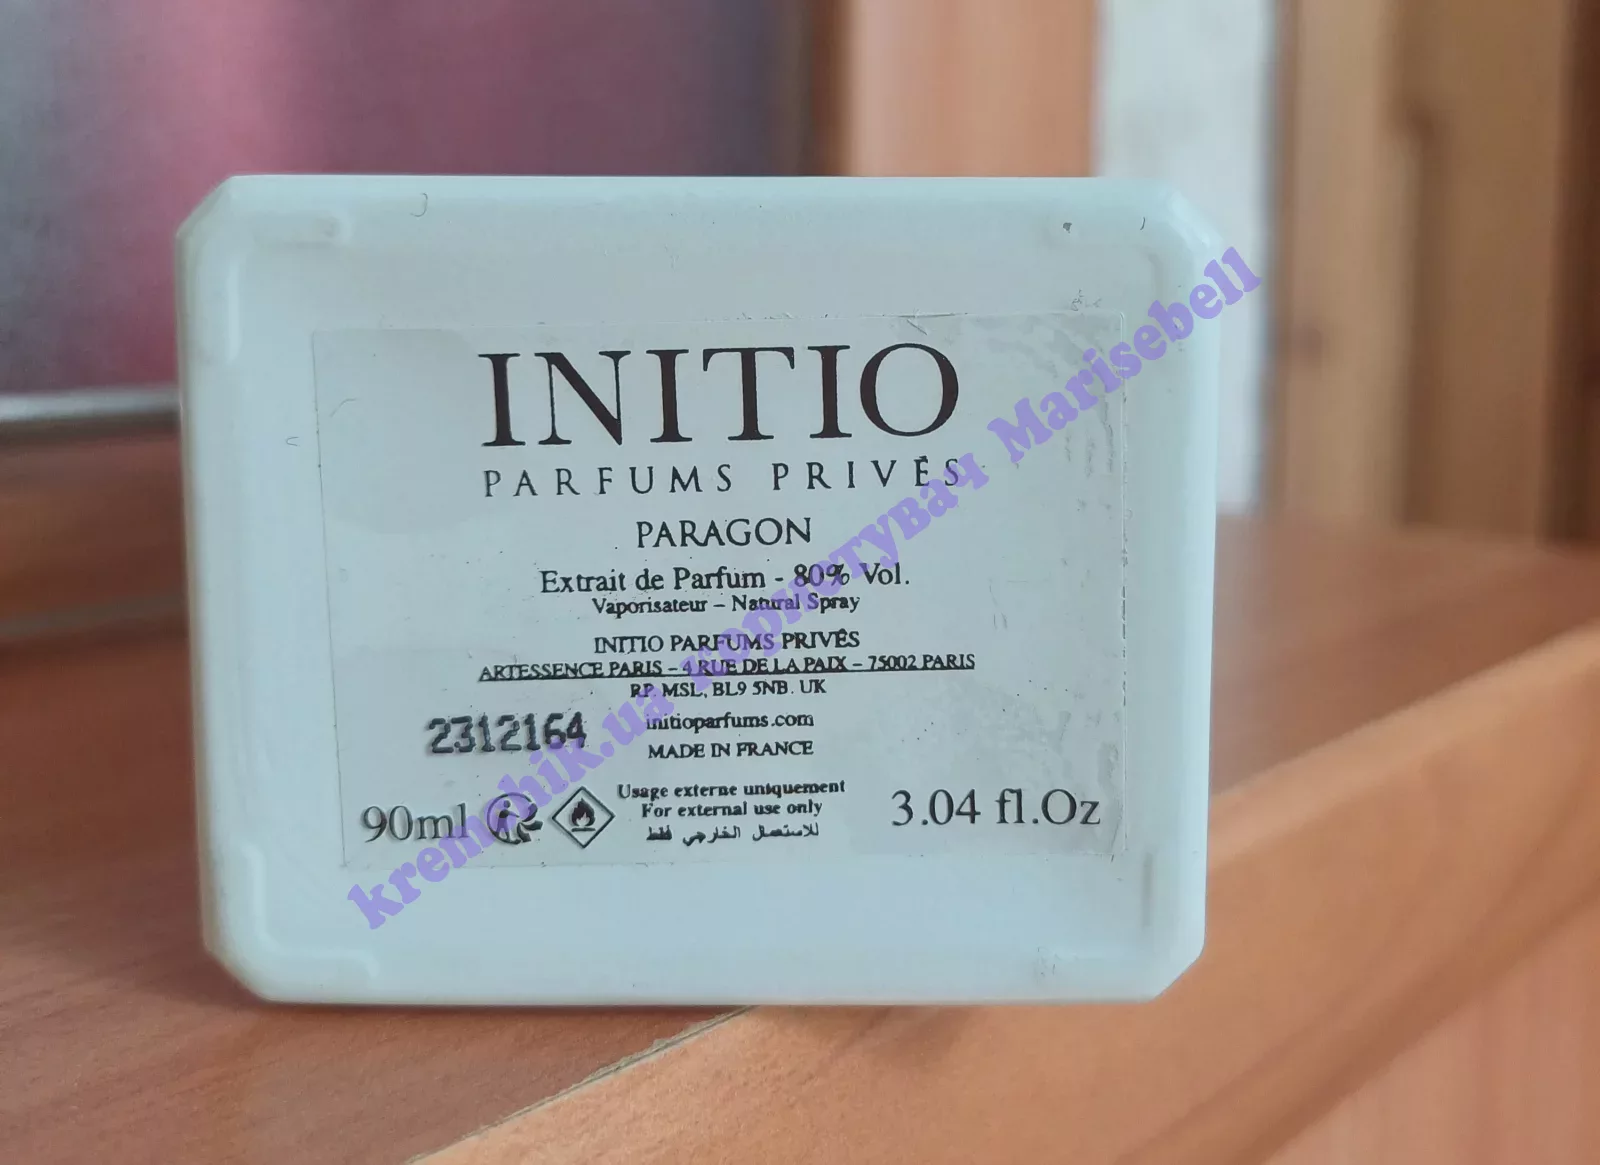 INITIO
PARFUMS PRIVÉS
PARAGON
Extrait de Parfum - 80% Vol.
Vaporisateur – Natural Spray
INITIO PARFUMS PRIVÉS
ARTESSENCE PARIS – 4 RUE DE LA PAIX – 75002 PARIS
RP. MSL, BL9 5NB. UK
2312164
initioparfums.com
MADE IN FRANCE
90ml
Usage externe uniquement
For external use only
للاستعمال الخارجي فقط
3.04 fl.Oz
kremzhik.ua користувач Marisebell